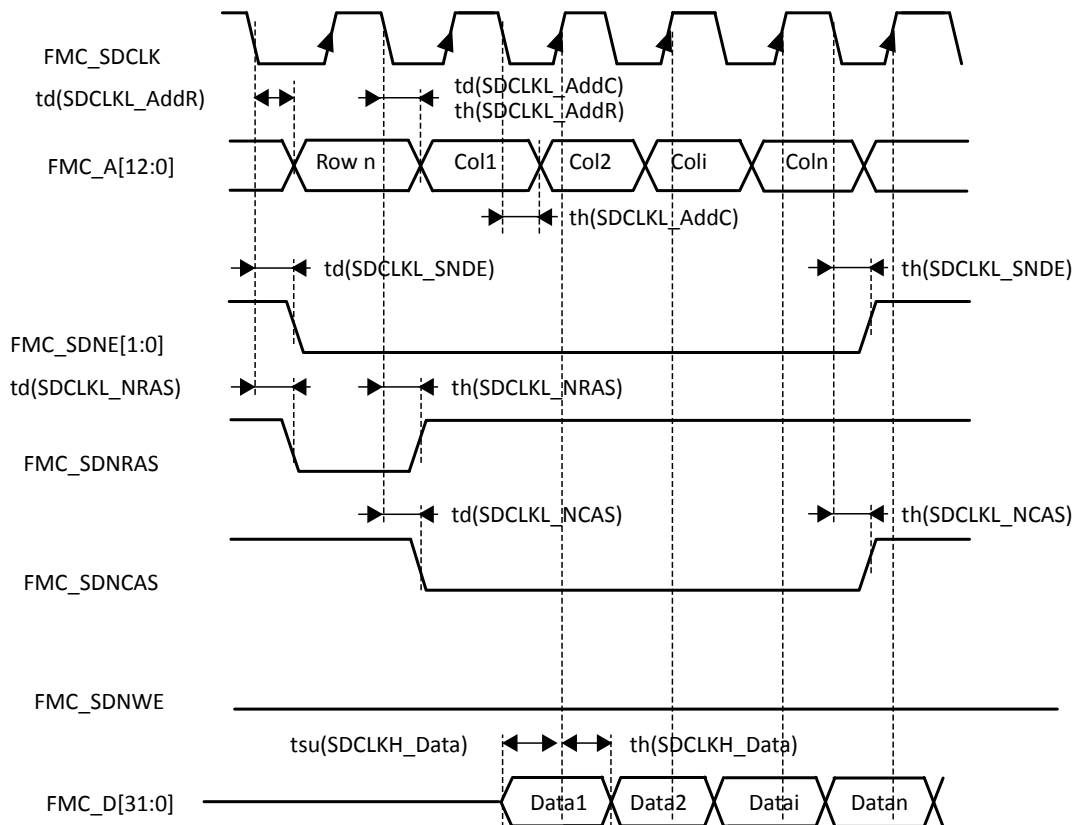 FMC_SDCLK
td(SDCLKL_AddR)
td(SDCLKL_AddC)
th(SDCLKL_AddR)
FMC_A[12:0]
Row n
Col1
Col2
Coli
Coln
th(SDCLKL_AddC)
td(SDCLKL_SNDE)
th(SDCLKL_SNDE)
FMC_SDNE[1:0]
td(SDCLKL_NRAS)
th(SDCLKL_NRAS)
FMC_SDNRAS
td(SDCLKL_NCAS)
th(SDCLKL_NCAS)
FMC_SDNCAS
FMC_SDNWE
tsu(SDCLKH_Data)
th(SDCLKH_Data)
FMC_D[31:0]
Data1
Data2
Datai
Datan